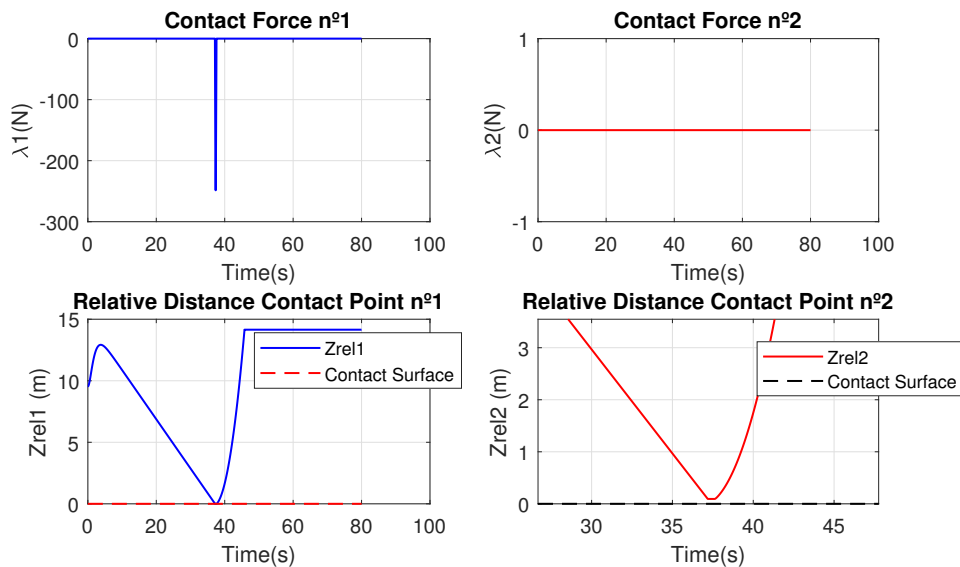 Contact Force nº1
0
-100
-200
-300
λ1(N)
0 20 40 60 80 100
Time(s)
Contact Force nº2
1
0
-1
λ2(N)
0 20 40 60 80 100
Time(s)
Relative Distance Contact Point nº1
15
10
5
0
Zrel1 (m)
Zrel1
Contact Surface
0 20 40 60 80 100
Time(s)
Relative Distance Contact Point nº2
3
2
1
0
Zrel2 (m)
Zrel2
Contact Surface
30 35 40 45
Time(s)